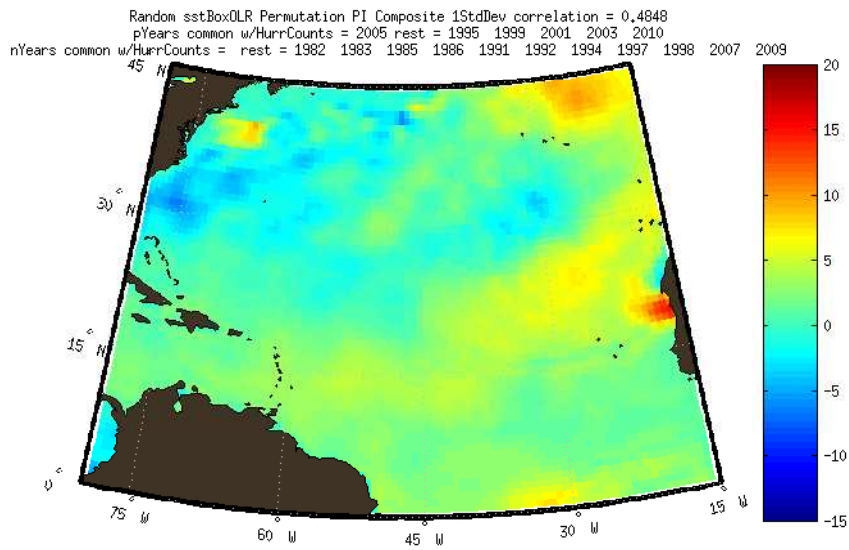 Random sstBoxOLR Permutation PI Composite 1StdDev correlation = 0.4848
pYears common w/HurrCounts = 2005 rest = 1995 1999 2001 2003 2010
nYears common w/HurrCounts = rest = 1982 1983 1985 1986 1991 1992 1994 1997 1998 2007 2009
45° N
30° N
15° N
0°
75° W
60° W
45° W
30° W
15° W
20
15
10
5
0
−5
−10
−15